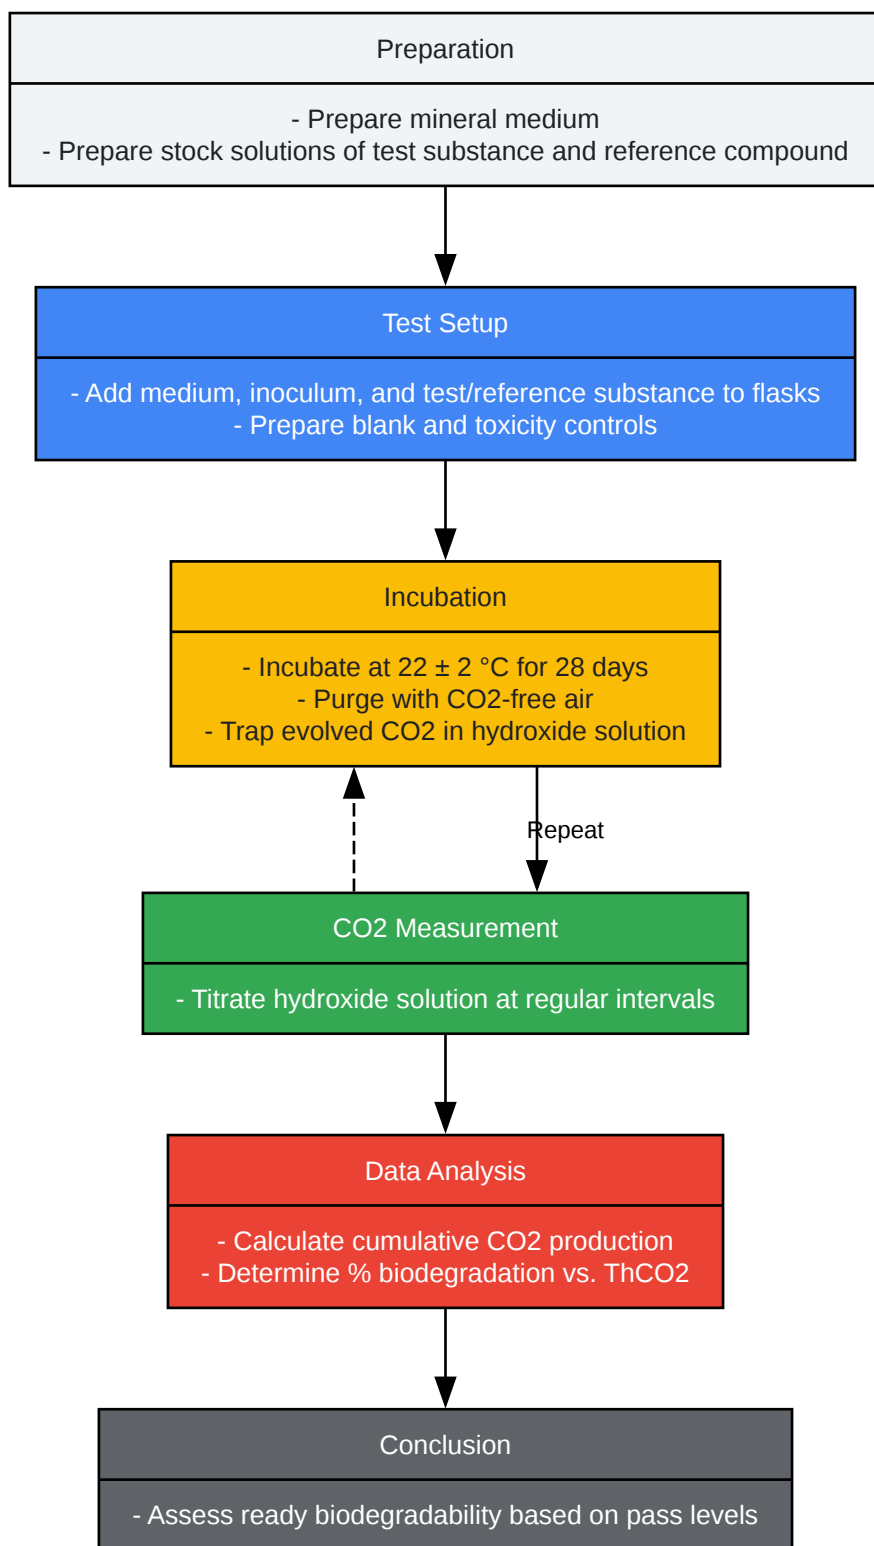 Preparation
- Prepare mineral medium
- Prepare stock solutions of test substance and reference compound
Test Setup
- Add medium, inoculum, and test/reference substance to flasks
- Prepare blank and toxicity controls
Incubation
- Incubate at 22 ± 2 °C for 28 days
- Purge with CO2-free air
- Trap evolved CO2 in hydroxide solution
Repeat
CO2 Measurement
- Titrate hydroxide solution at regular intervals
Data Analysis
- Calculate cumulative CO2 production
- Determine % biodegradation vs. ThCO2
Conclusion
- Assess ready biodegradability based on pass levels